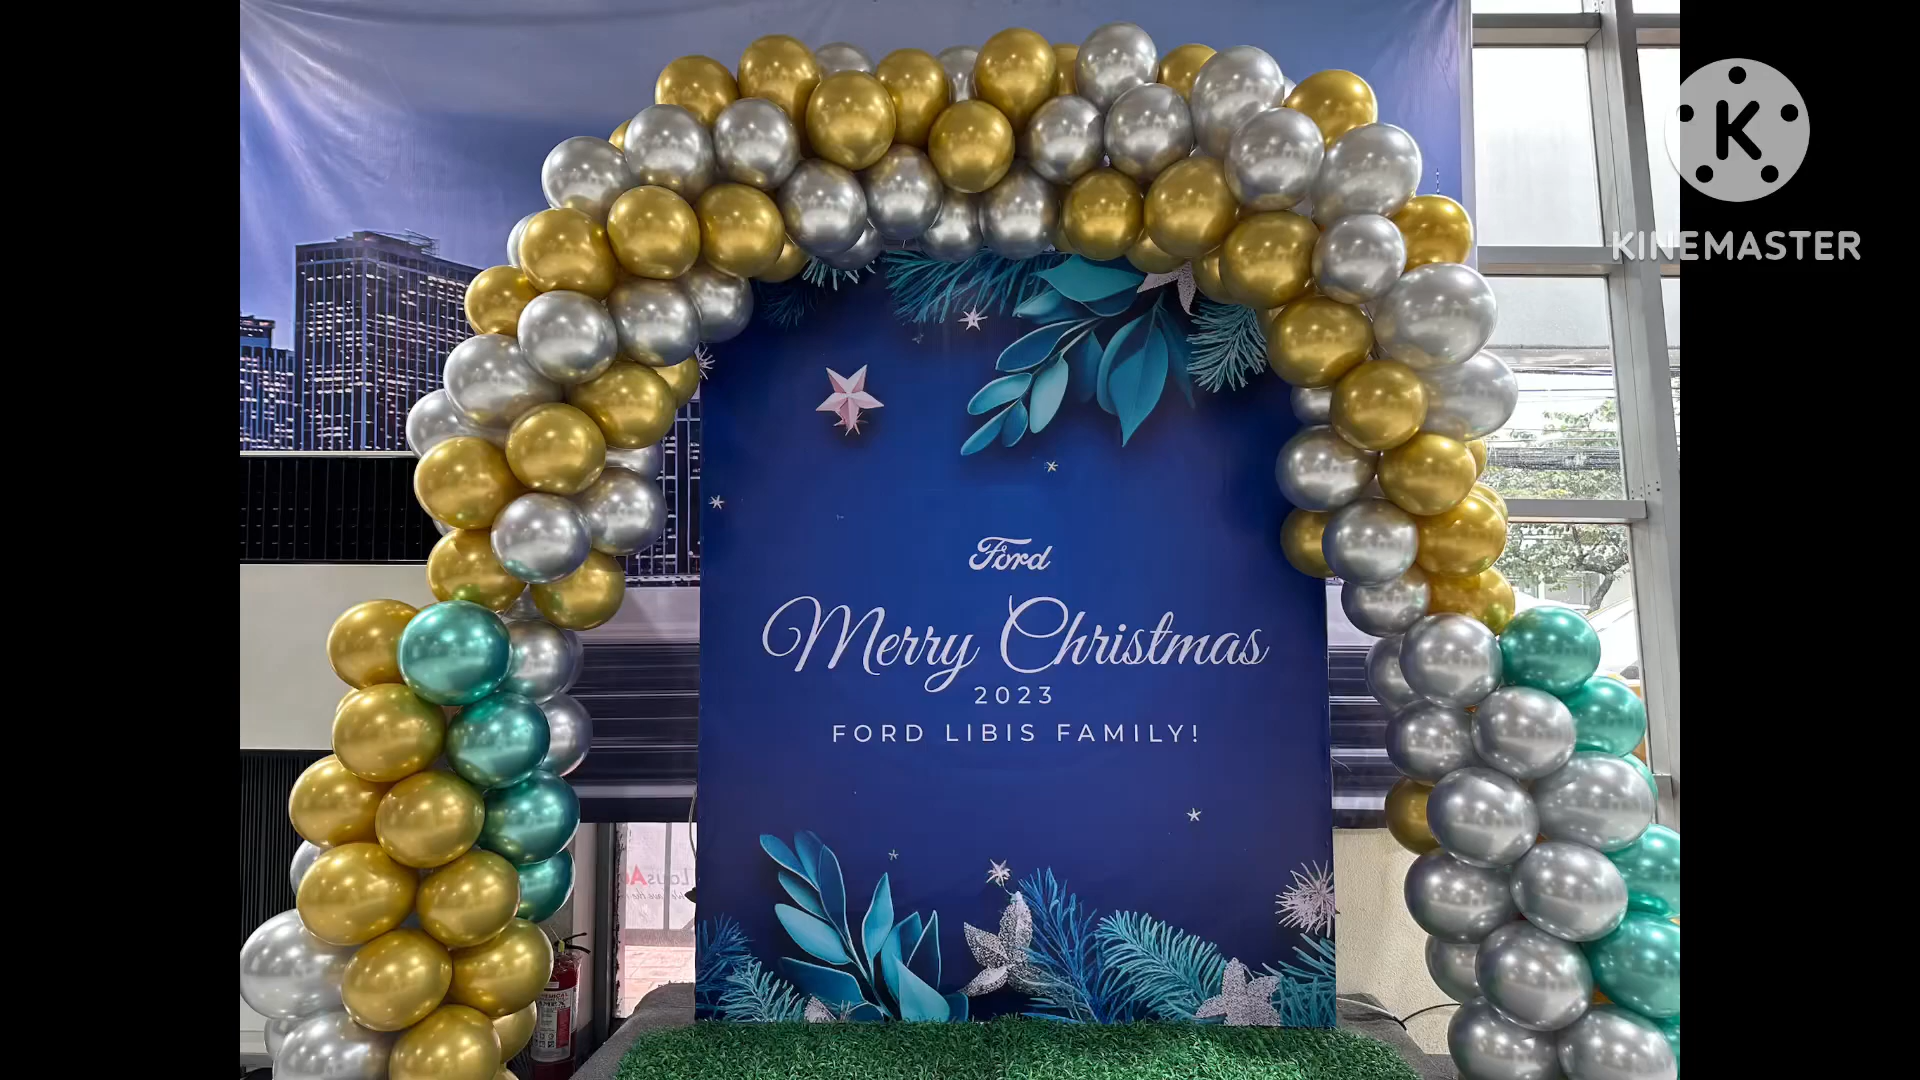 K
KINEMASTER
Ford
Merry Christmas
2023
FORD LIBIS FAMILY!